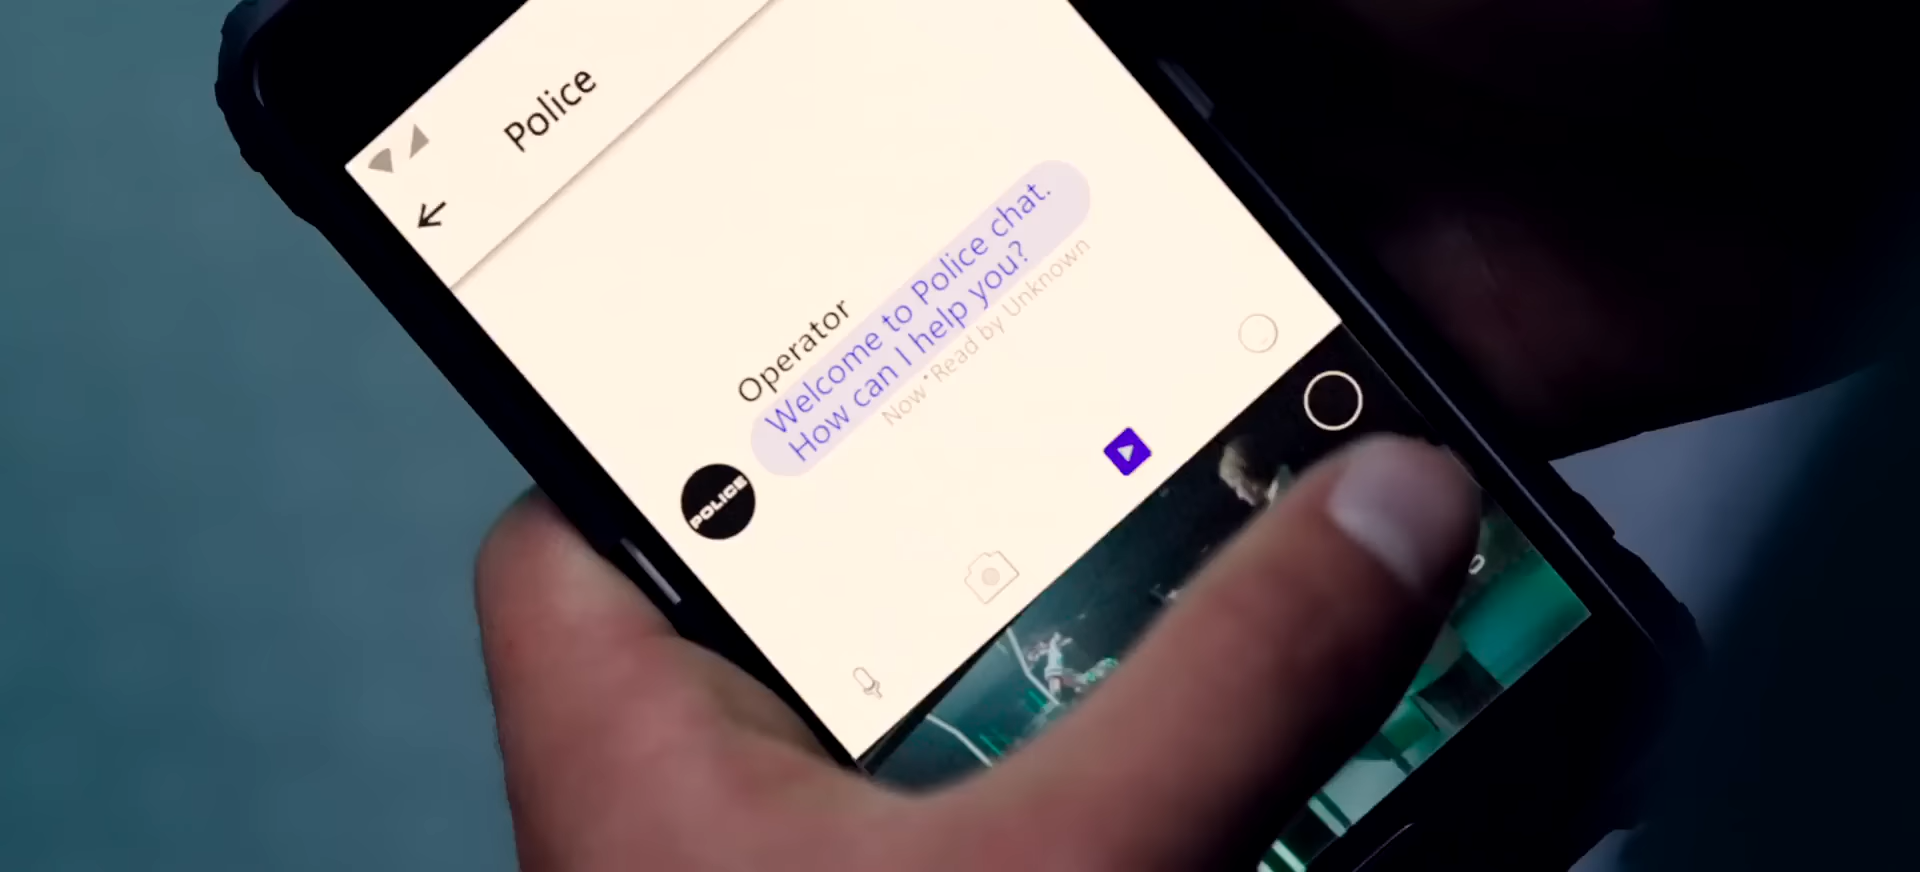 Police
Operator
Welcome to Police chat.
How can I help you?
Now • Read by Unknown
POLICE